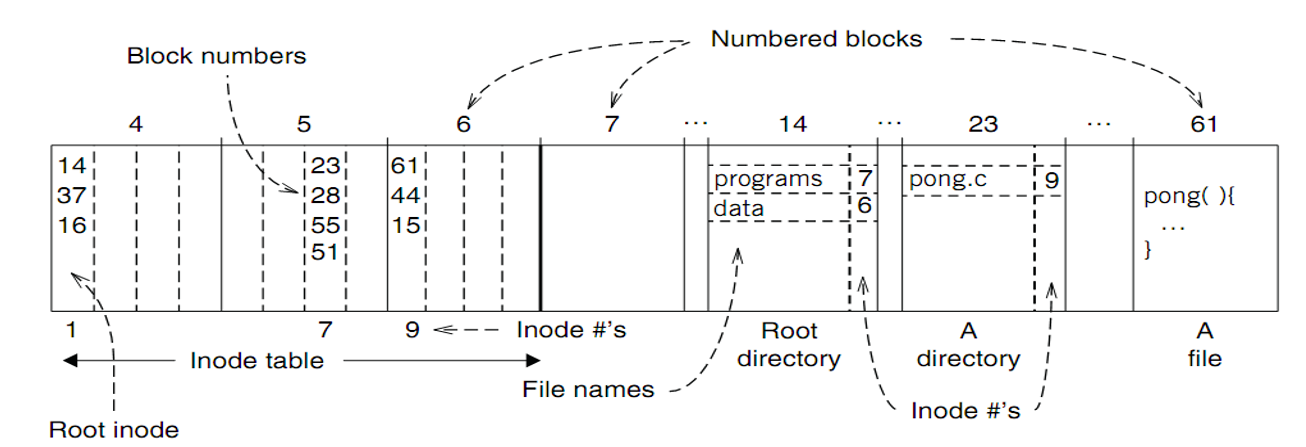 Numbered blocks
Block numbers
4 5 6 7 ... 14 ... 23 ... 61
14 23 61
programs 7 pong.c 9
37 28 44
pong( ){
data 6
16 55 15
...
51
}
1 7 9 Inode #'s Root A A
directory directory file
Inode table
File names
Inode #'s
Root inode